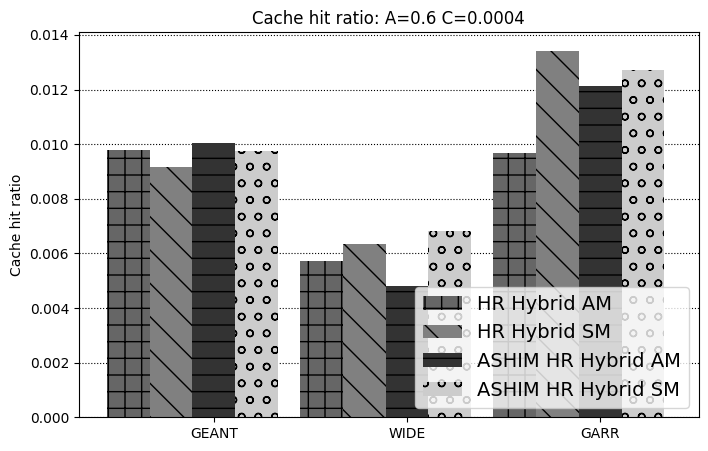 Cache hit ratio: A=0.6 C=0.0004
Cache hit ratio
0.014
0.012
0.010
0.008
0.006
0.004
0.002
0.000
HR Hybrid AM
HR Hybrid SM
ASHIM HR Hybrid AM
ASHIM HR Hybrid SM
GEANT WIDE GARR